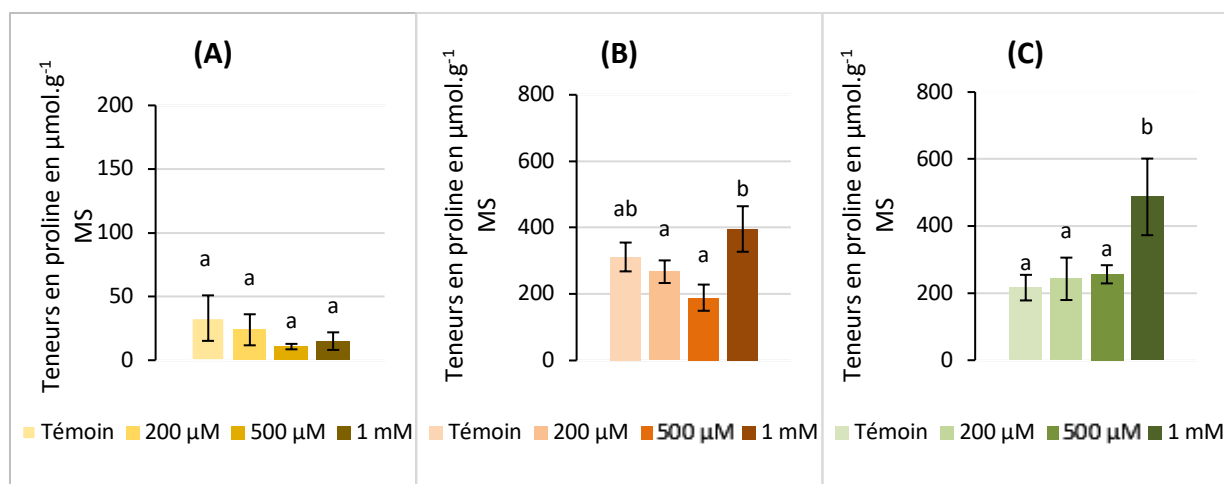 (A)
Teneurs en proline en µmol.g⁻¹
MS
200
150
100
50
0
a
a
a
a
Témoin 200 µM 500 µM 1 mM
(B)
Teneurs en proline en µmol.g⁻¹
MS
800
600
400
200
0
ab
a
a
b
Témoin 200 µM 500 µM 1 mM
(C)
Teneurs en proline en µmol.g⁻¹
MS
800
600
400
200
0
a
a
a
b
Témoin 200 µM 500 µM 1 mM